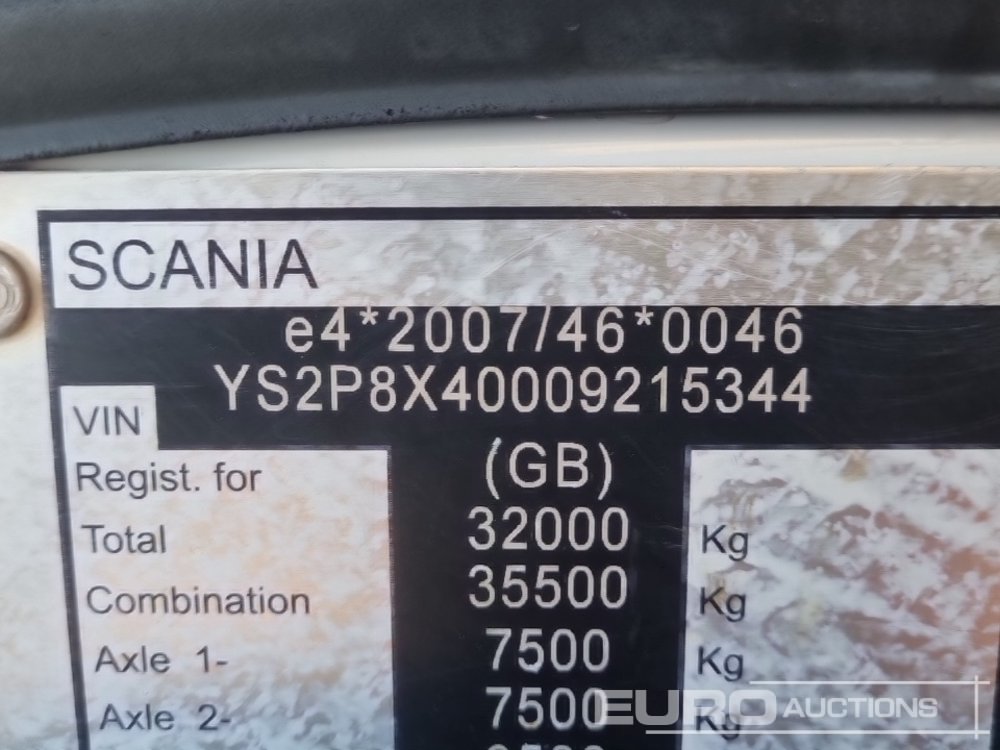 SCANIA
e4*2007/46*0046
VIN YS2P8X40009215344
Regist. for (GB)
Total 32000 Kg
Combination 35500 Kg
Axle 1- 7500 Kg
Axle 2- 7500 Kg
EURO AUCTIONS